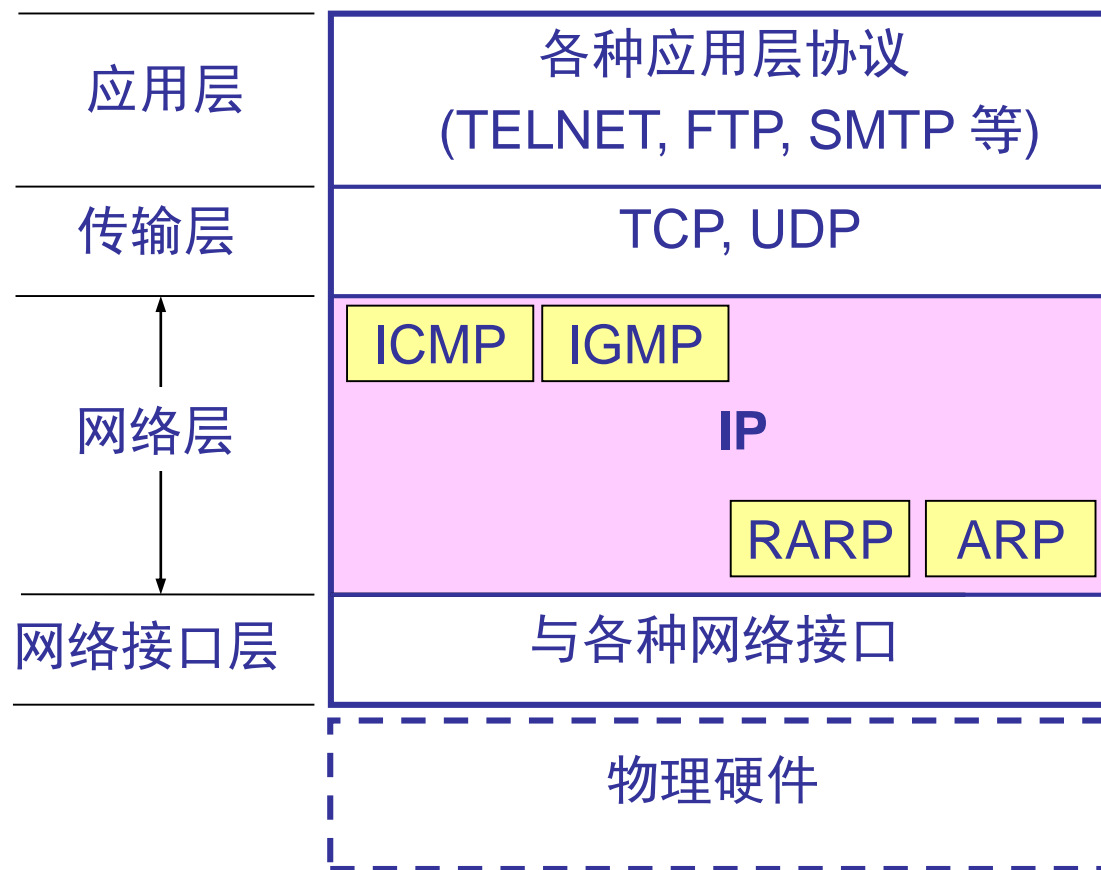 应用层
各种应用层协议
(TELNET, FTP, SMTP 等)
传输层
TCP, UDP
ICMP
IGMP
网络层
IP
RARP
ARP
网络接口层
与各种网络接口
物理硬件